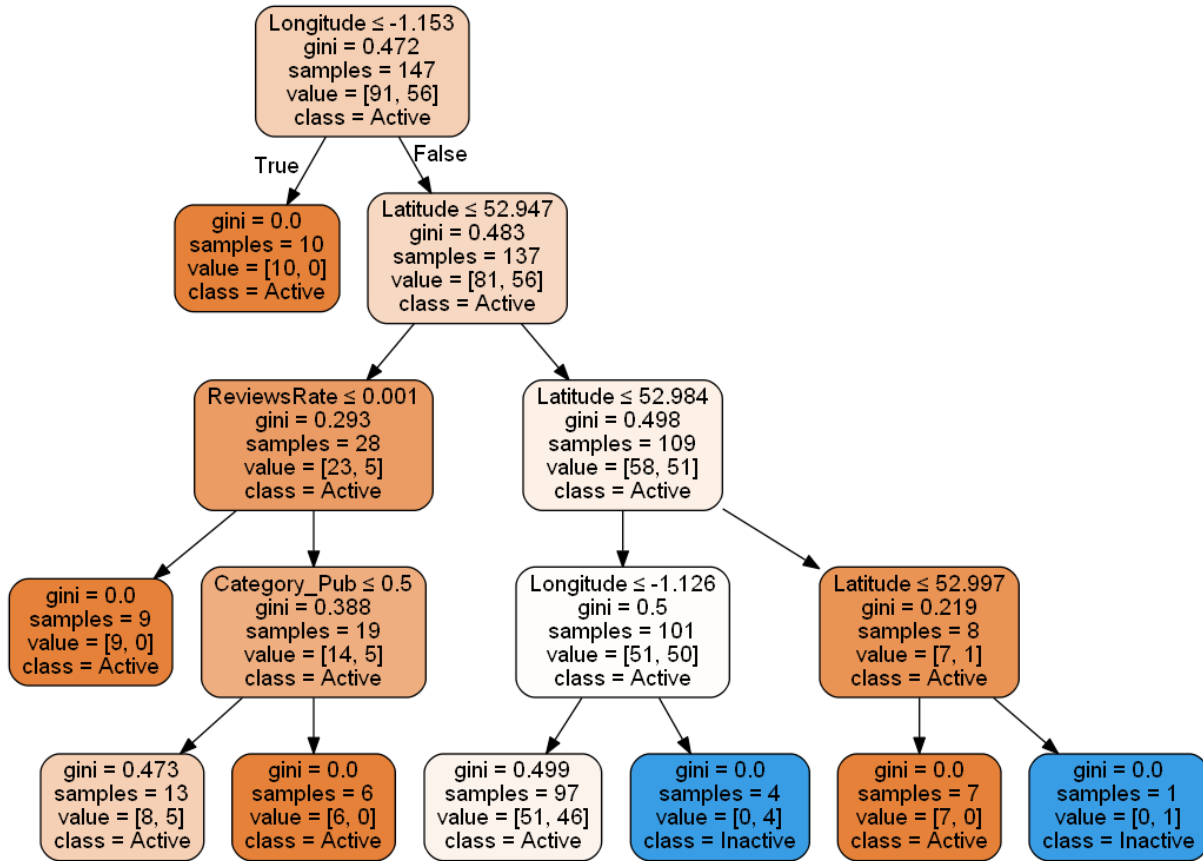 Longitude ≤ -1.153
gini = 0.472
samples = 147
value = [91, 56]
class = Active
True
False
gini = 0.0
samples = 10
value = [10, 0]
class = Active
Latitude ≤ 52.947
gini = 0.483
samples = 137
value = [81, 56]
class = Active
ReviewsRate ≤ 0.001
gini = 0.293
samples = 28
value = [23, 5]
class = Active
Latitude ≤ 52.984
gini = 0.498
samples = 109
value = [58, 51]
class = Active
gini = 0.0
samples = 9
value = [9, 0]
class = Active
Category_Pub ≤ 0.5
gini = 0.388
samples = 19
value = [14, 5]
class = Active
Longitude ≤ -1.126
gini = 0.5
samples = 101
value = [51, 50]
class = Active
Latitude ≤ 52.997
gini = 0.219
samples = 8
value = [7, 1]
class = Active
gini = 0.473
samples = 13
value = [8, 5]
class = Active
gini = 0.0
samples = 6
value = [6, 0]
class = Active
gini = 0.499
samples = 97
value = [51, 46]
class = Active
gini = 0.0
samples = 4
value = [0, 4]
class = Inactive
gini = 0.0
samples = 7
value = [7, 0]
class = Active
gini = 0.0
samples = 1
value = [0, 1]
class = Inactive